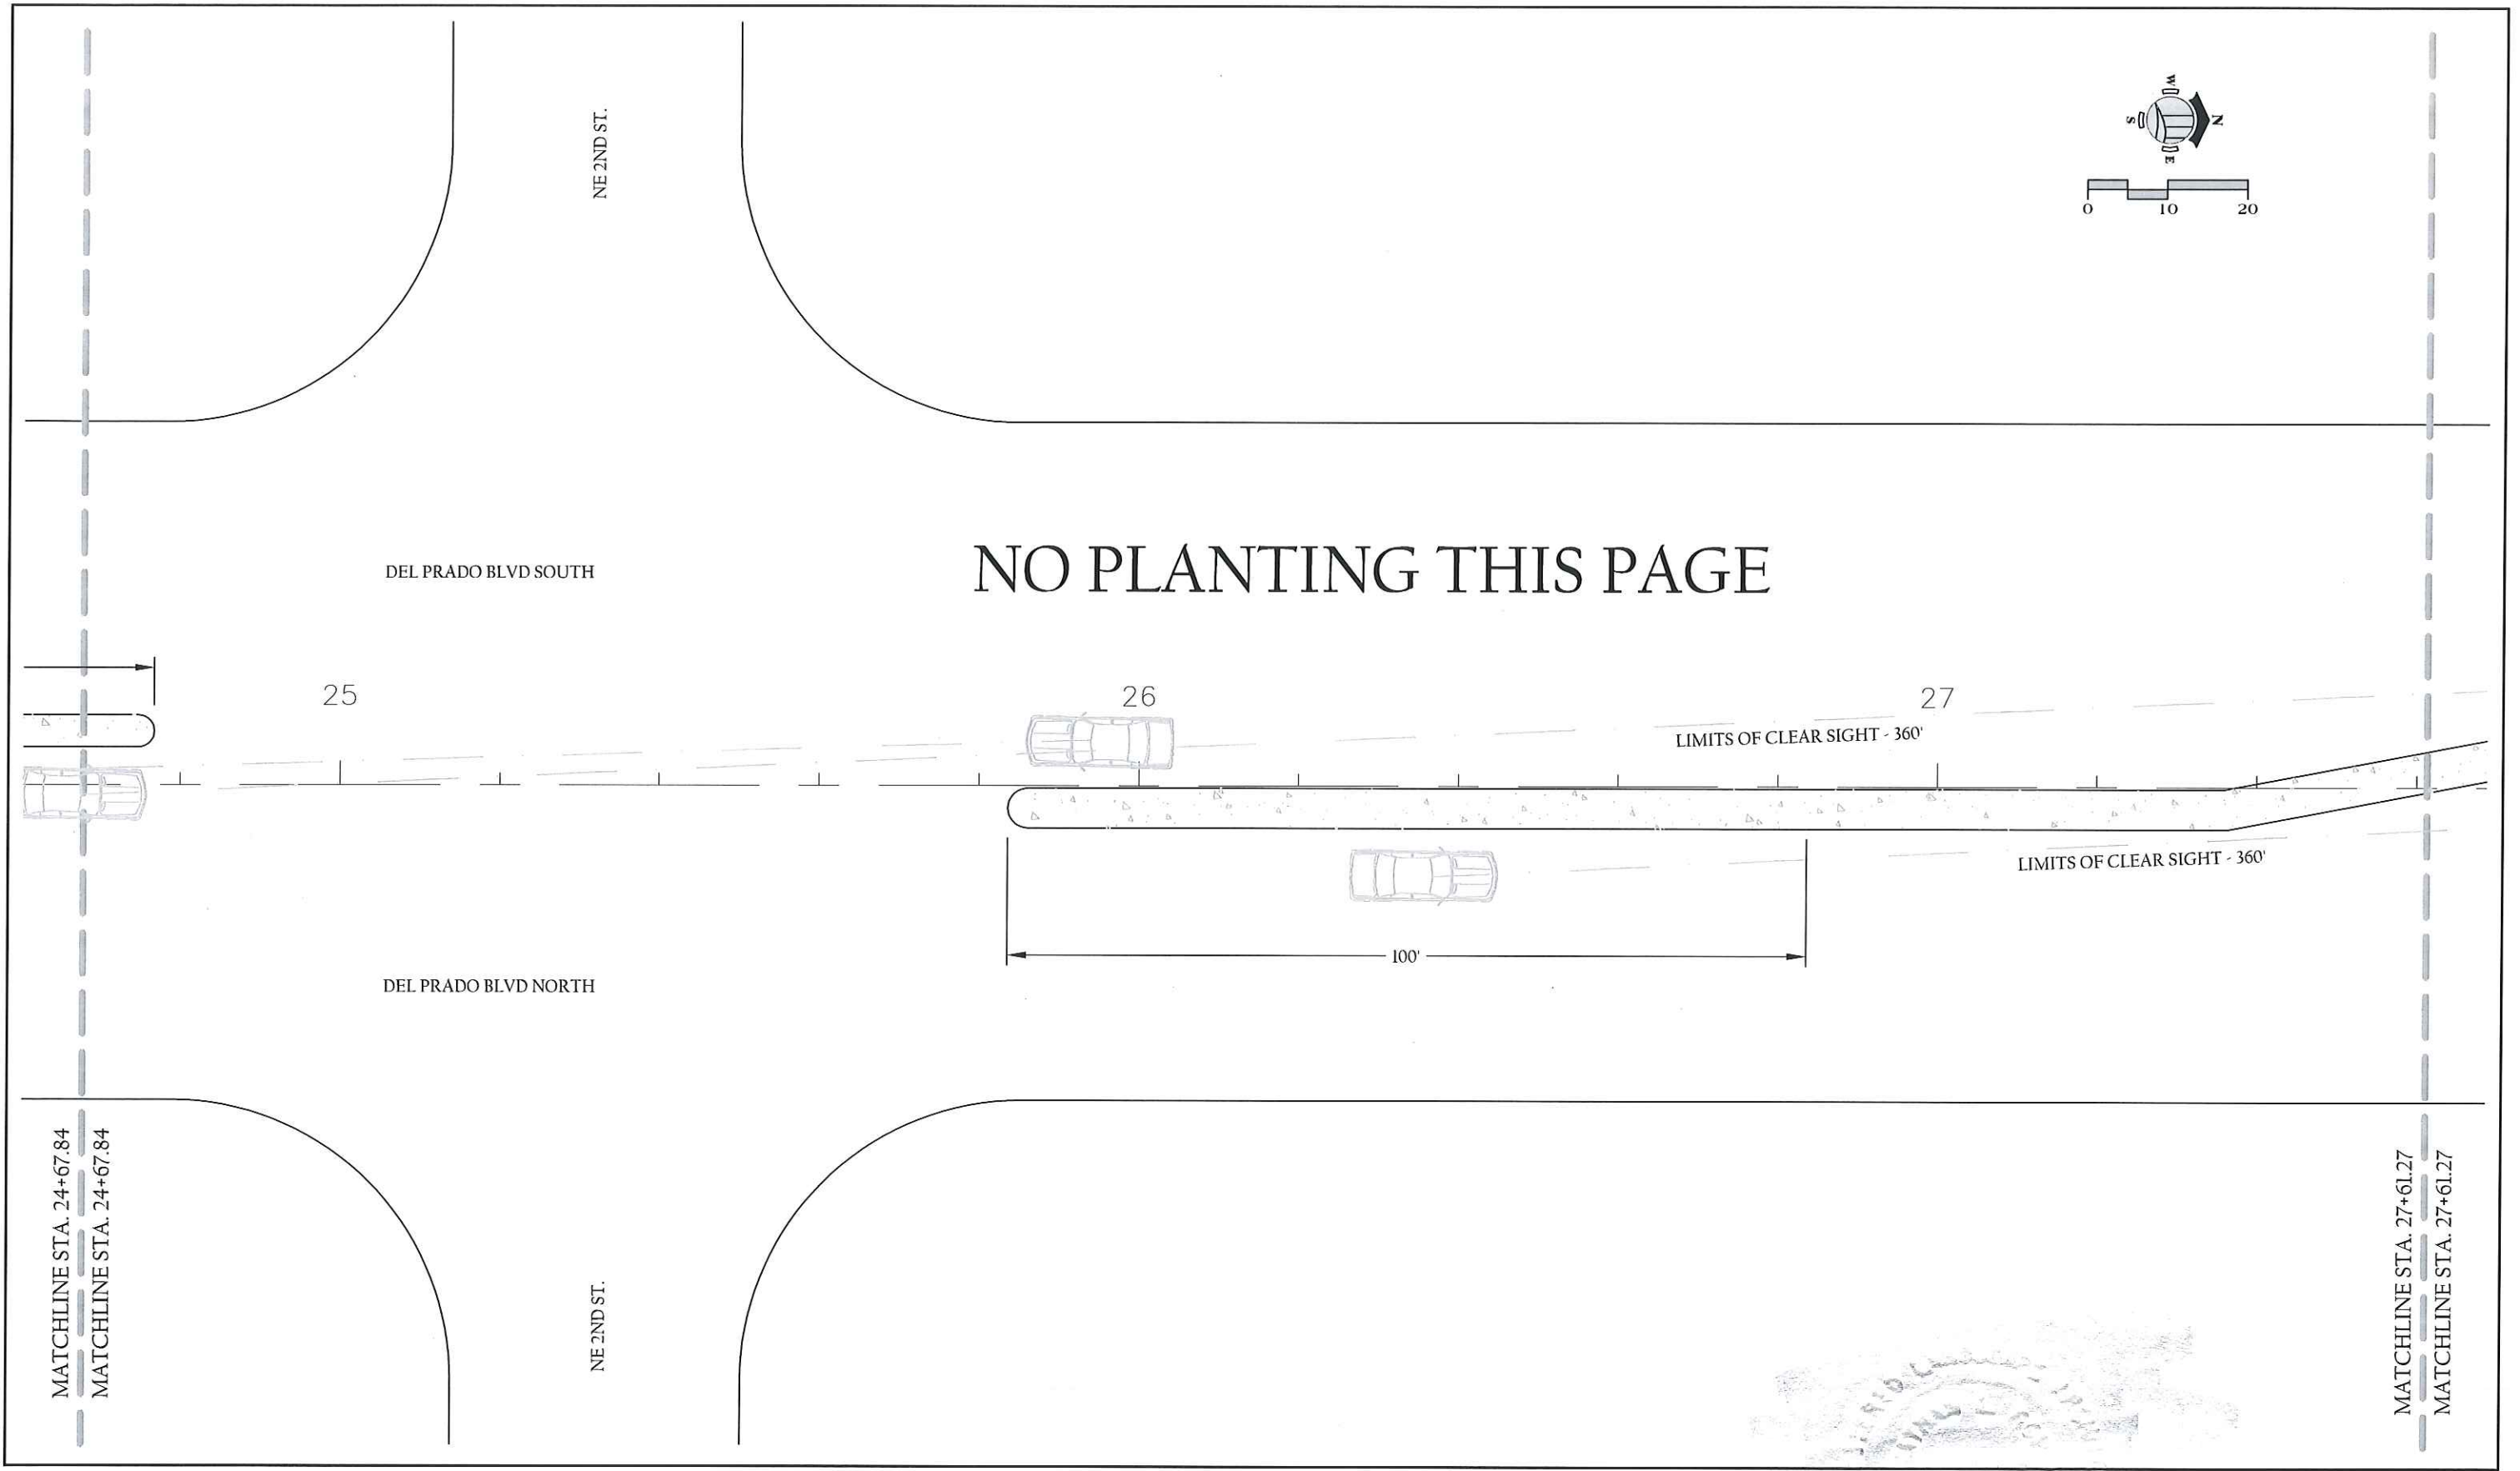 NE 2ND ST.
W
N
S
E
0 10 20
DEL PRADO BLVD SOUTH
NO PLANTING THIS PAGE
25
26
27
LIMITS OF CLEAR SIGHT - 360'
LIMITS OF CLEAR SIGHT - 360'
100'
DEL PRADO BLVD NORTH
MATCHLINE STA. 24+67.84
MATCHLINE STA. 24+67.84
NE 2ND ST.
MATCHLINE STA. 27+61.27
MATCHLINE STA. 27+61.27